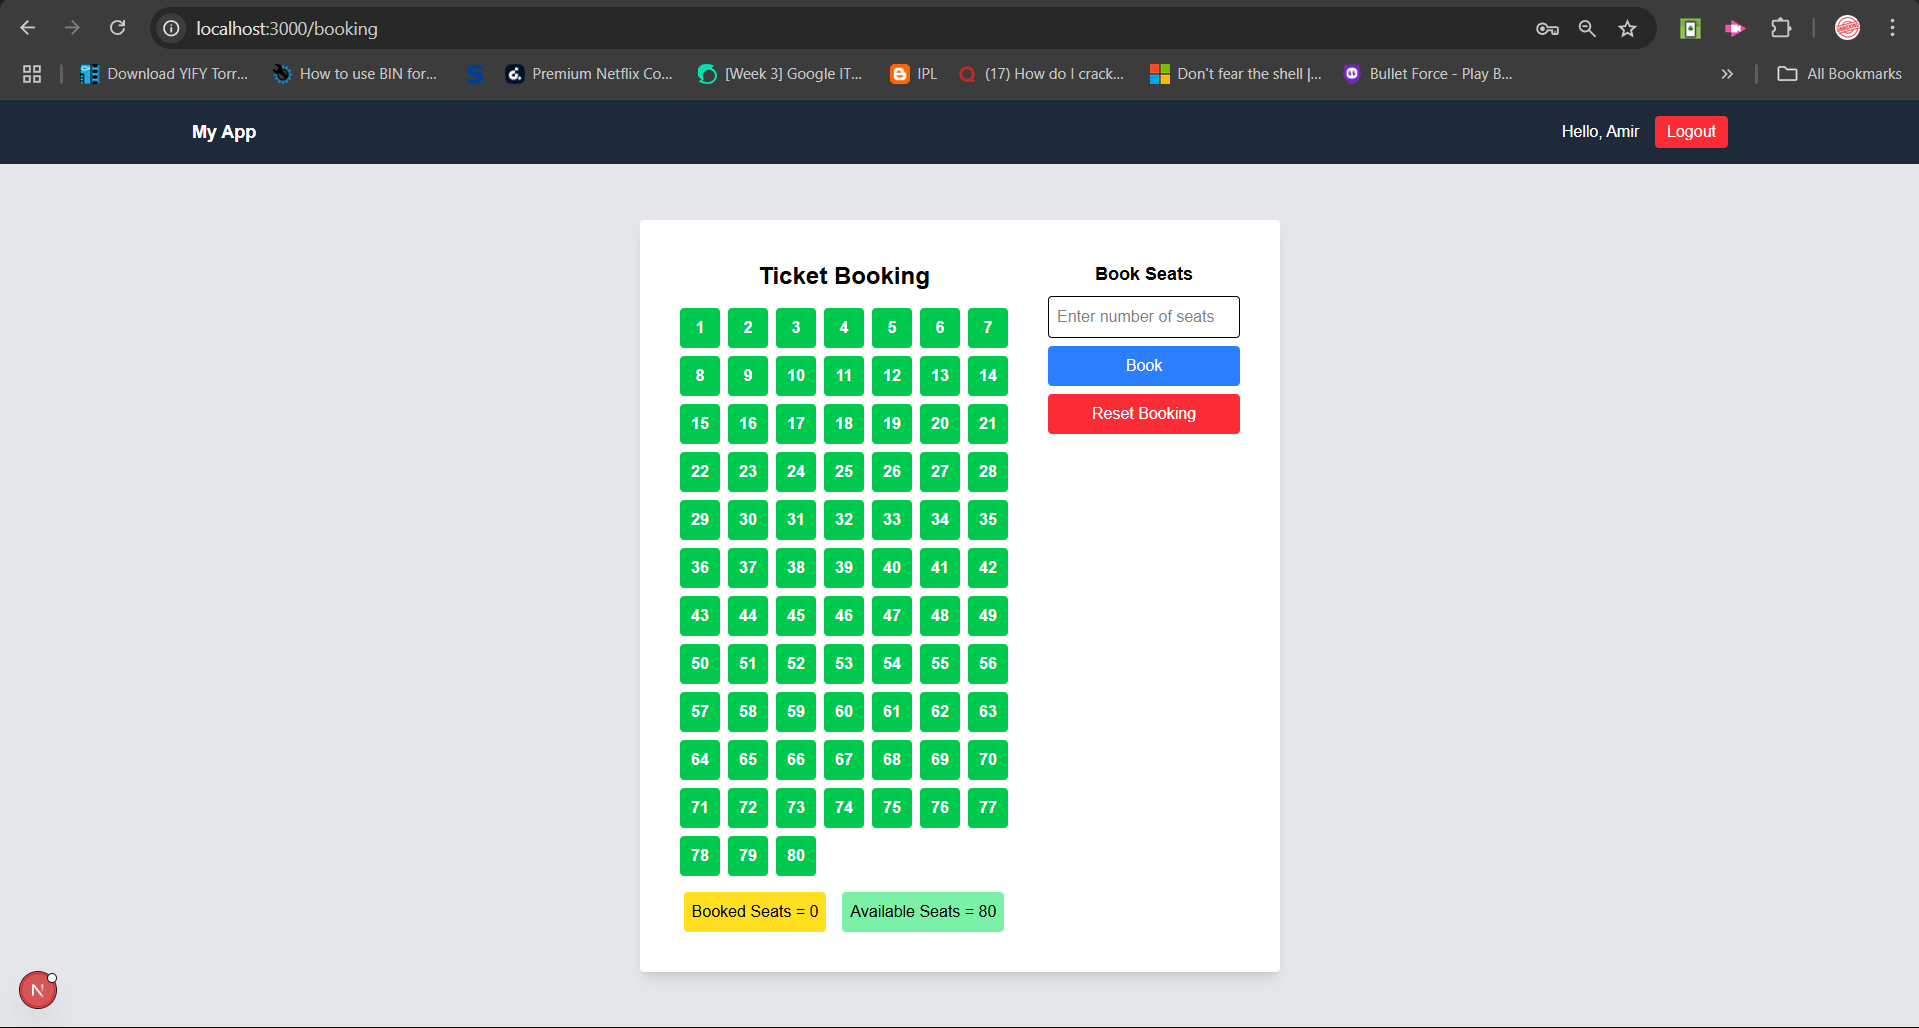 localhost:3000/booking
Download YIFY Torr... How to use BIN for... Premium Netflix Co... [Week 3] Google IT... IPL (17) How do I crack... Don't fear the shell |... Bullet Force - Play B... » All Bookmarks
My App Hello, Amir Logout
Ticket Booking Book Seats
Enter number of seats
1 2 3 4 5 6 7
Book
8 9 10 11 12 13 14
Reset Booking
15 16 17 18 19 20 21
22 23 24 25 26 27 28
29 30 31 32 33 34 35
36 37 38 39 40 41 42
43 44 45 46 47 48 49
50 51 52 53 54 55 56
57 58 59 60 61 62 63
64 65 66 67 68 69 70
71 72 73 74 75 76 77
78 79 80
Booked Seats = 0 Available Seats = 80
N